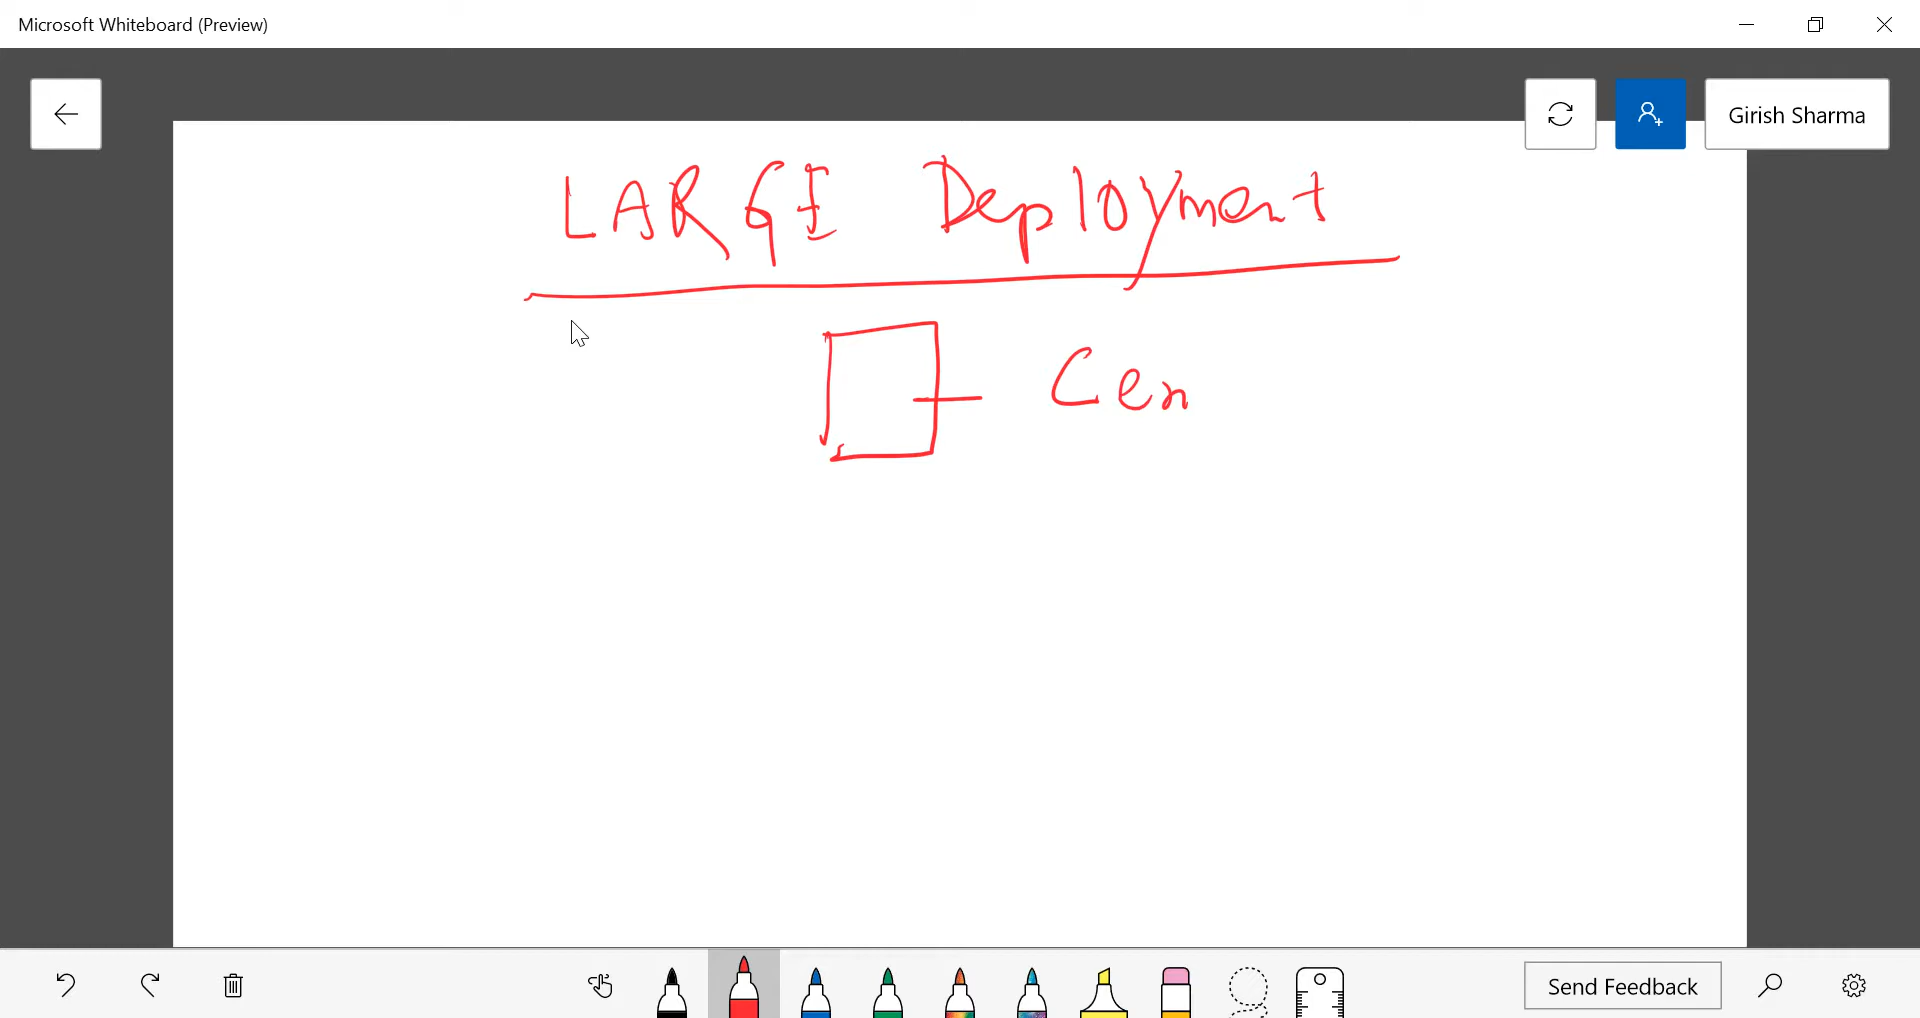 Microsoft Whiteboard (Preview)
Girish Sharma
LARGE Deployment
Cen
Send Feedback